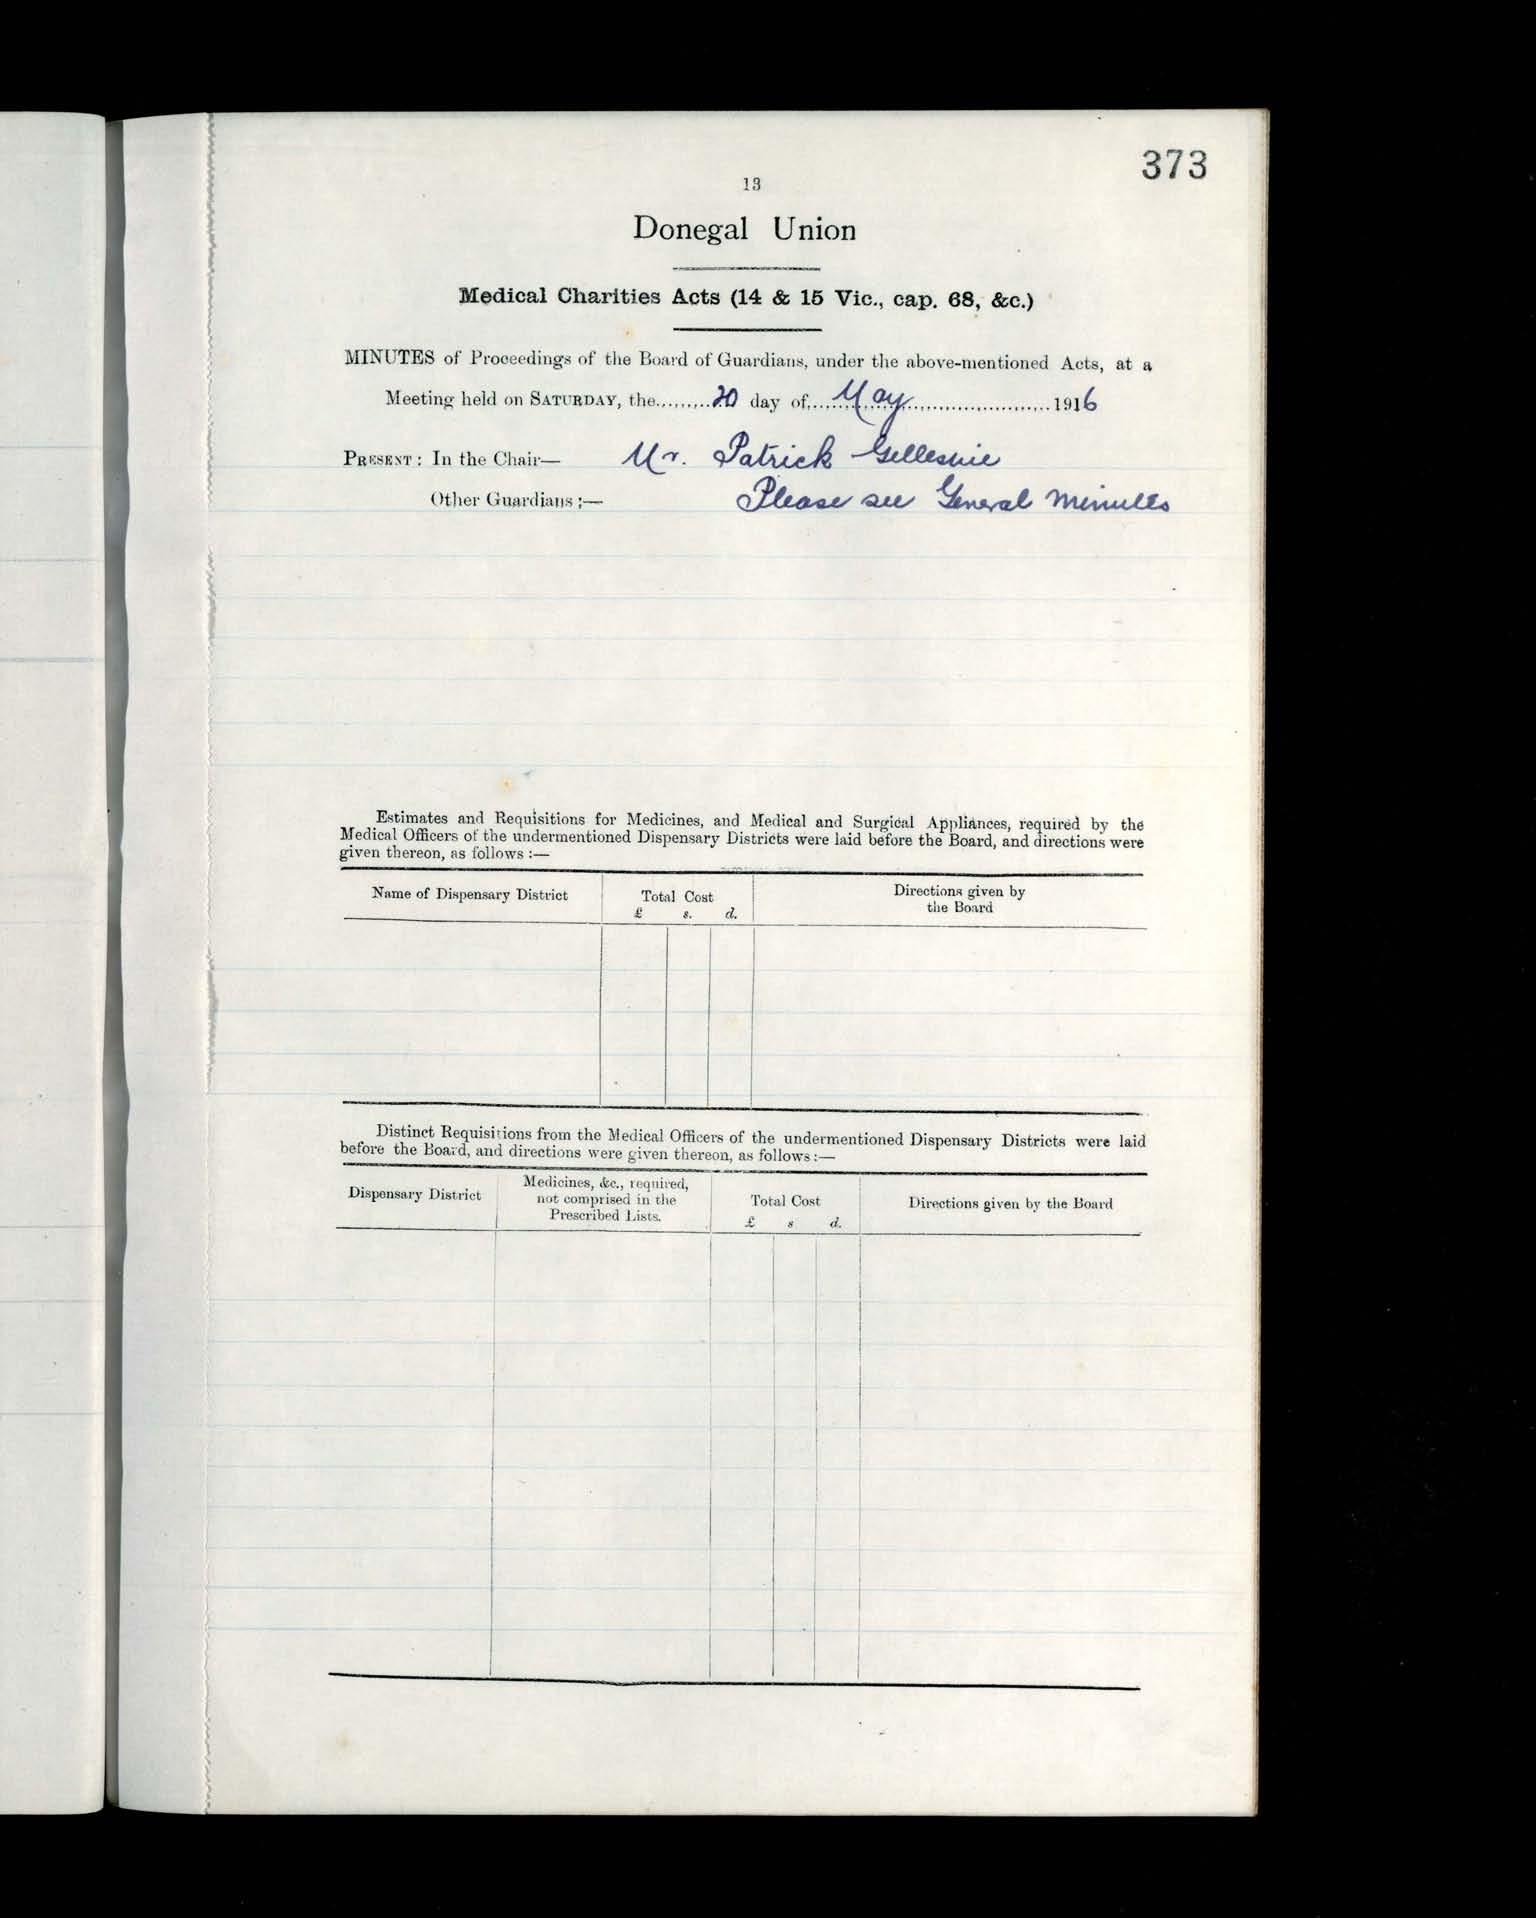 373
13
Donegal Union
Medical Charities Acts (14 & 15 Vic., cap. 68, &c.)
MINUTES of Proceedings of the Board of Guardians, under the above-mentioned Acts, at a
Meeting held on SATURDAY, the.........20 day of....May..........................1916
PRESENT: In the Chair— Mr. Patrick Gillespie
Other Guardians;— Please see General Minutes
Estimates and Requisitions for Medicines, and Medical and Surgical Appliances, required by the
Medical Officers of the undermentioned Dispensary Districts were laid before the Board, and directions were
given thereon, as follows :—
Name of Dispensary District Total Cost Directions given by
£ s. d. the Board
Distinct Requisitions from the Medical Officers of the undermentioned Dispensary Districts were laid
before the Board, and directions were given thereon, as follows:—
Dispensary District Medicines, &c., required, Total Cost Directions given by the Board
not comprised in the
Prescribed Lists. £ s d.